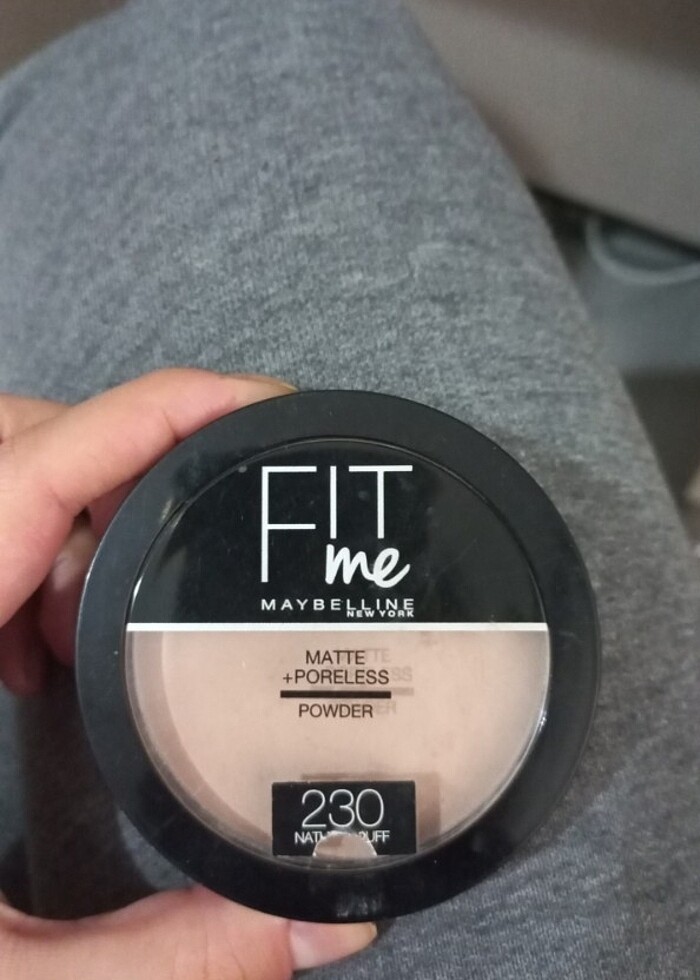 FIT
me
MAYBELLINE
NEW YORK
MATTE
+PORELESS
POWDER
230